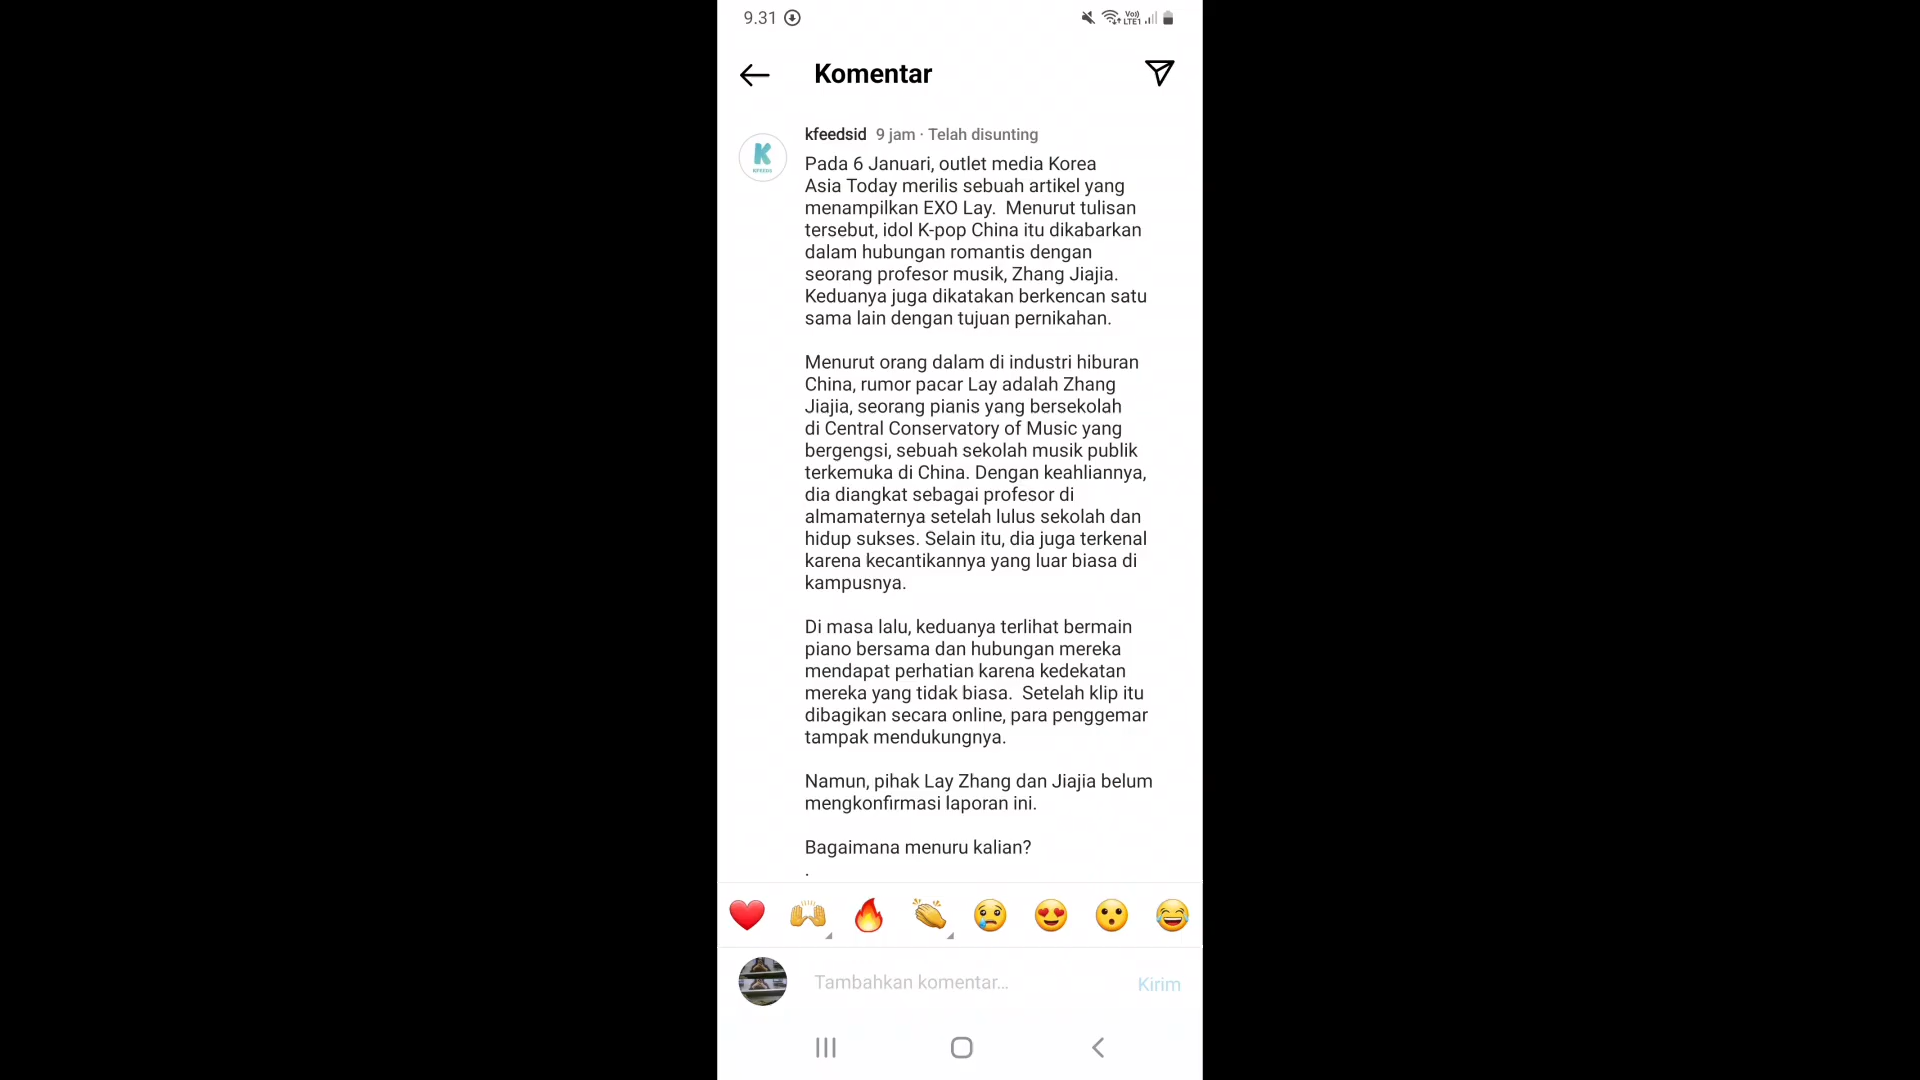 9.31
Vo))
LTE1
Komentar
kfeedsid 9 jam · Telah disunting
K
KFEEDS
Pada 6 Januari, outlet media Korea
Asia Today merilis sebuah artikel yang
menampilkan EXO Lay.  Menurut tulisan
tersebut, idol K-pop China itu dikabarkan
dalam hubungan romantis dengan
seorang profesor musik, Zhang Jiajia.
Keduanya juga dikatakan berkencan satu
sama lain dengan tujuan pernikahan.
Menurut orang dalam di industri hiburan
China, rumor pacar Lay adalah Zhang
Jiajia, seorang pianis yang bersekolah
di Central Conservatory of Music yang
bergengsi, sebuah sekolah musik publik
terkemuka di China. Dengan keahliannya,
dia diangkat sebagai profesor di
almamaternya setelah lulus sekolah dan
hidup sukses. Selain itu, dia juga terkenal
karena kecantikannya yang luar biasa di
kampusnya.
Di masa lalu, keduanya terlihat bermain
piano bersama dan hubungan mereka
mendapat perhatian karena kedekatan
mereka yang tidak biasa.  Setelah klip itu
dibagikan secara online, para penggemar
tampak mendukungnya.
Namun, pihak Lay Zhang dan Jiajia belum
mengkonfirmasi laporan ini.
Bagaimana menuru kalian?
.
Tambahkan komentar...
Kirim